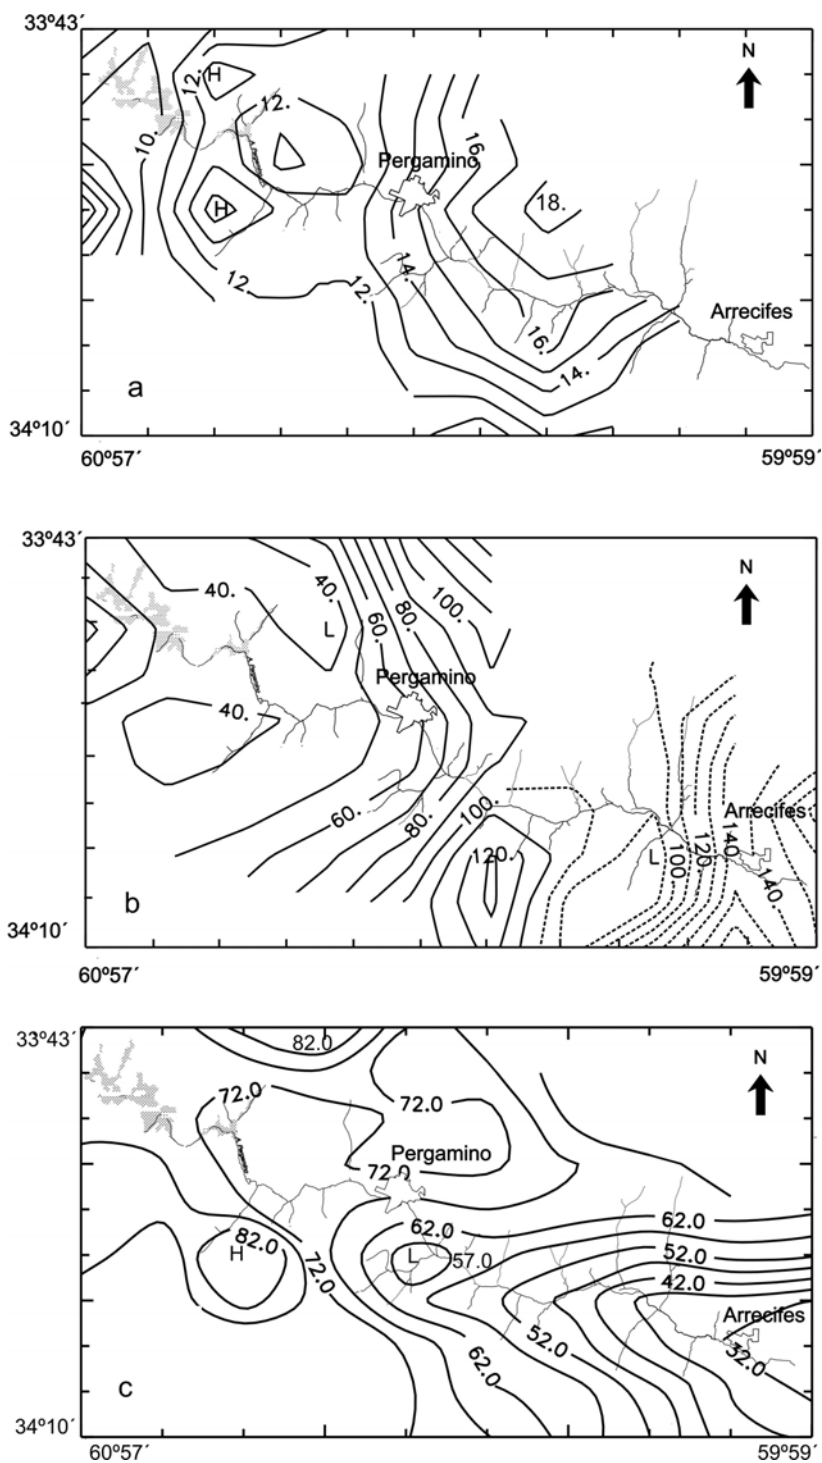 33º43´
N
H
12.
12.
10.
16.
Pergamino
A. Pergamino
H
18.
14.
12.
12.
Arrecifes
16.
14.
a
34º10´
60º57´
59º59´
33º43´
N
40.
40.
100.
80.
L
60.
Pergamino
A. Pergamino
40.
100.
Arrecifes
60.
80.
140
120
100
L
120.
140.
b
34º10´
60º57´
59º59´
33º43´
82.0
N
72.0
72.0
A. Pergamino
Pergamino
72.0
82.0
62.0
62.0
H
L
57.0
72.0
52.0
42.0
Arrecifes
52.0
32.0
62.0
c
34º10´
60º57´
59º59´